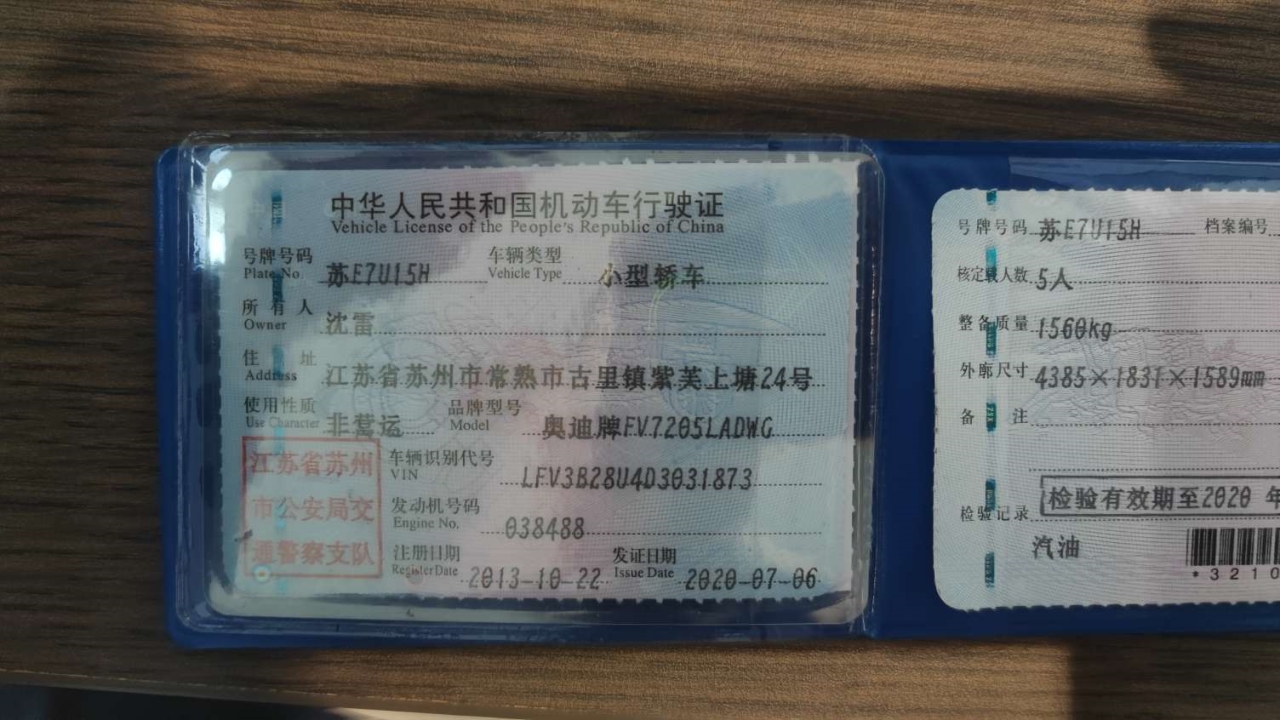 中华人民共和国机动车行驶证
Vehicle License of the People's Republic of China
号牌号码 苏E7U15H 车辆类型 小型轿车
Plate No. Vehicle Type
所有人 沈雷
Owner
住址 江苏省苏州市常熟市古里镇紫芙上塘24号
Address
使用性质 非营运 品牌型号 奥迪牌FV7205LADWG
Use Character Model
江苏省苏州
市公安局交
通警察支队
车辆识别代号 LFV3B28U4D3031873
VIN
发动机号码 038488
Engine No.
注册日期 2013-10-22 发证日期 2020-07-06
Register Date Issue Date
号牌号码 苏E7U15H 档案编号
核定载人数 5人
整备质量 1560kg
外廓尺寸 4385×1831×1589mm
备注
检验记录 检验有效期至2020 年
汽油
*3210